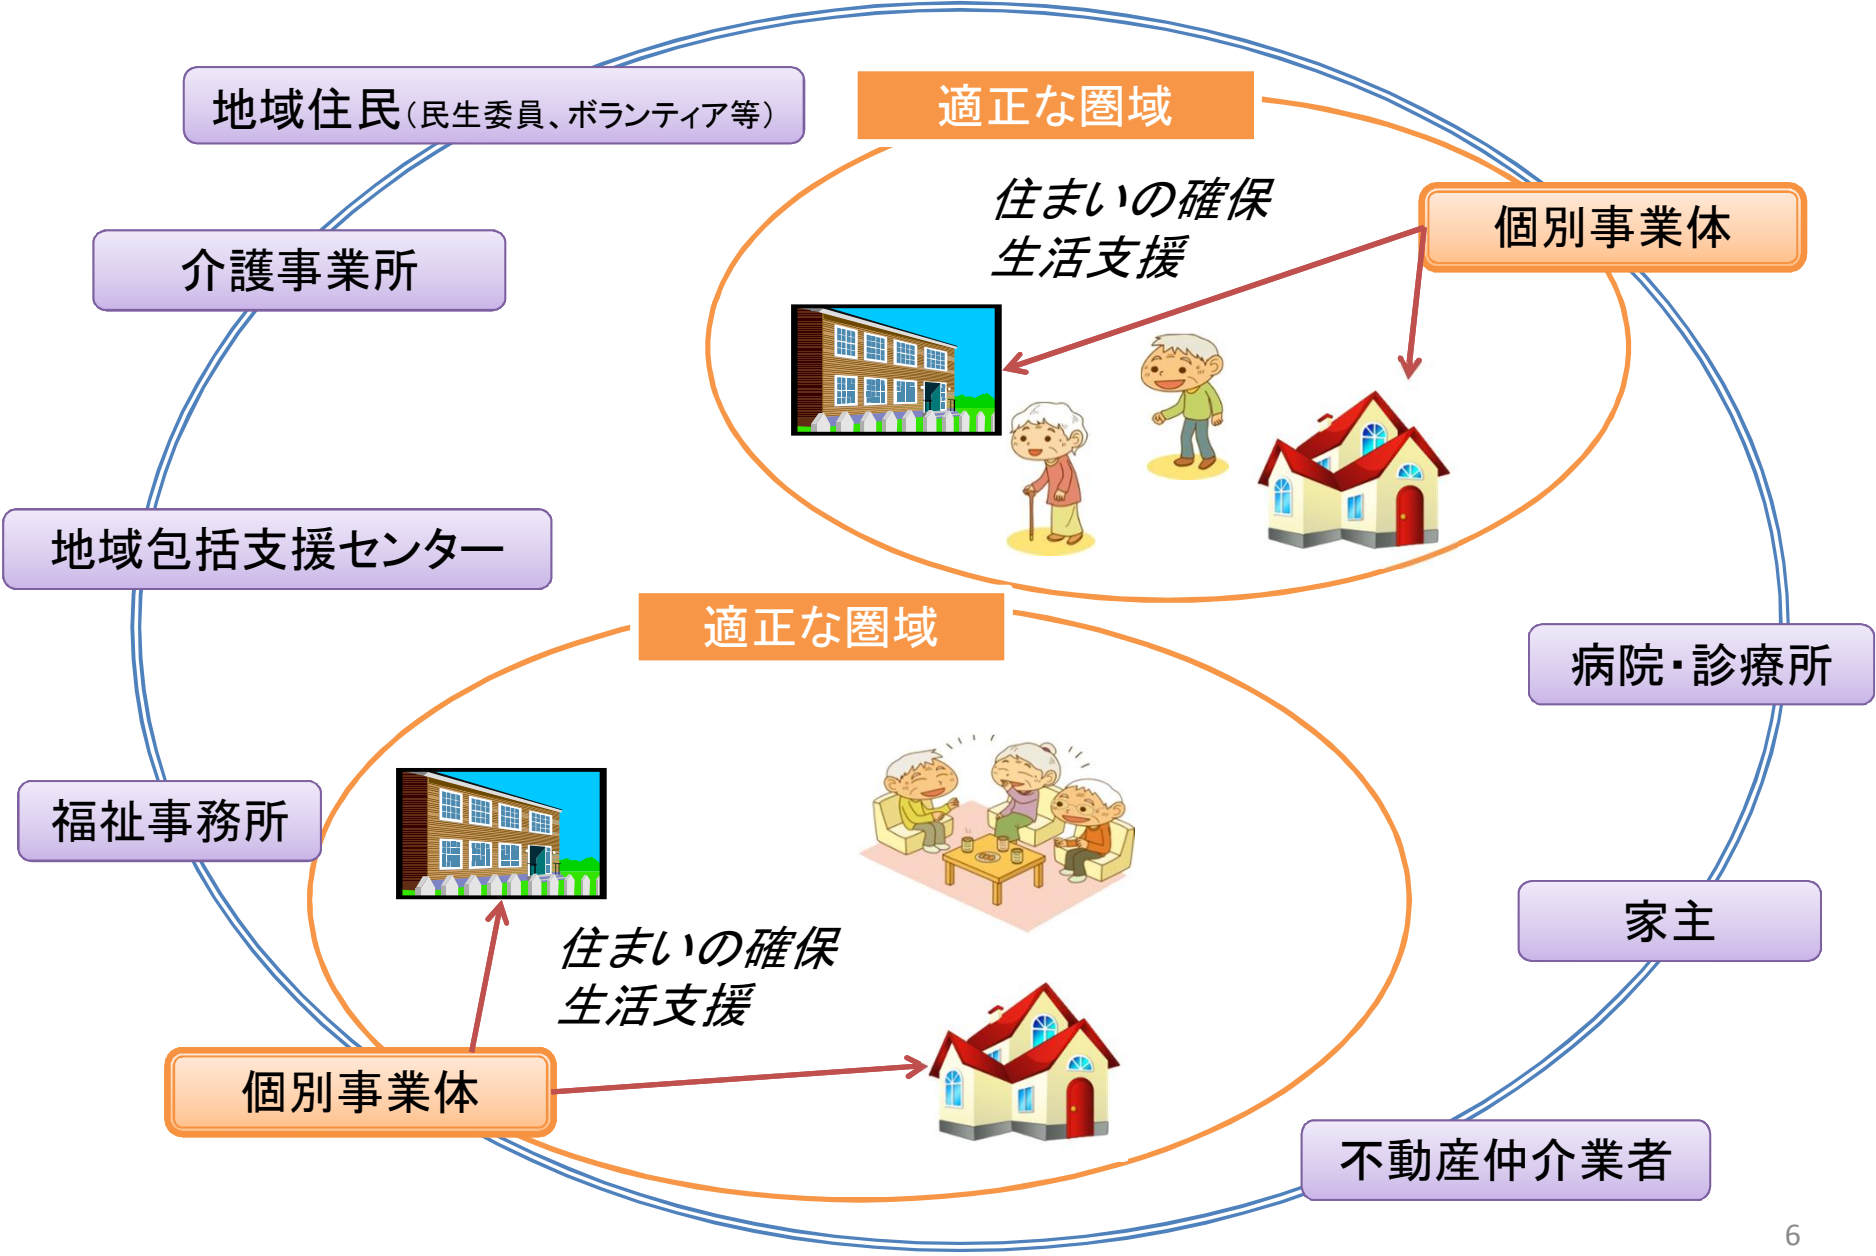 地域住民(民生委員、ボランティア等)
適正な圏域
住まいの確保
生活支援
個別事業体
介護事業所
地域包括支援センター
適正な圏域
病院・診療所
福祉事務所
家主
住まいの確保
生活支援
個別事業体
不動産仲介業者
6